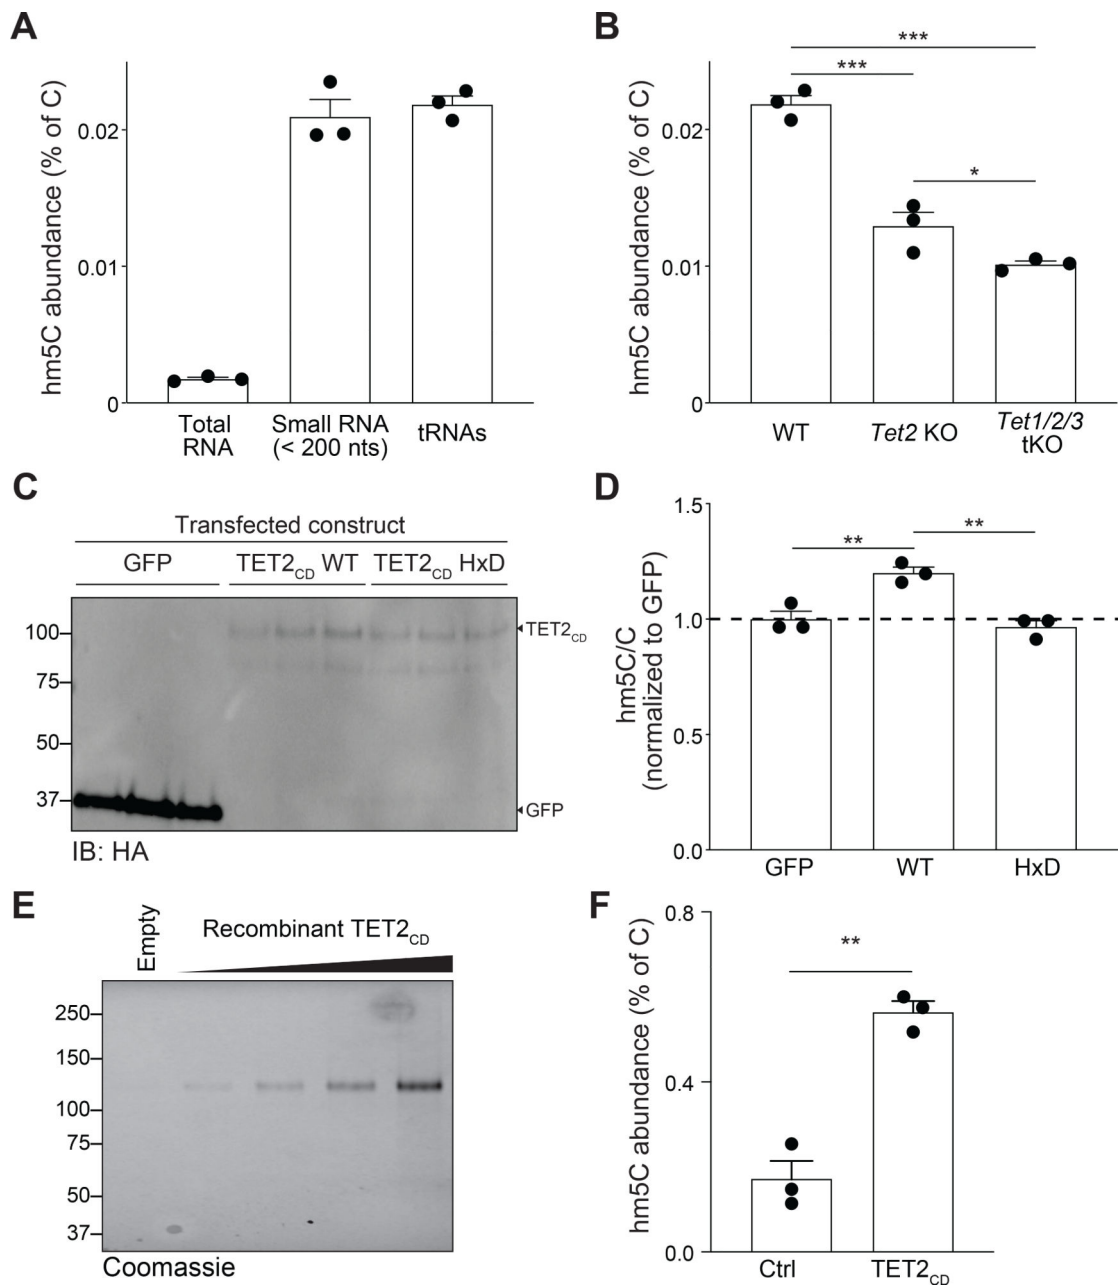 A
hm5C abundance (% of C)
0.02
0.01
0
Total
RNA
Small RNA
(< 200 nts)
tRNAs
B
hm5C abundance (% of C)
0.02
0.01
0
***
***
*
WT
Tet2 KO
Tet1/2/3
tKO
C
Transfected construct
GFP
TET2CD WT
TET2CD HxD
100
75
50
37
TET2CD
GFP
IB: HA
D
hm5C/C
(normalized to GFP)
1.5
1.0
0.5
0.0
**
**
GFP
WT
HxD
E
Empty
Recombinant TET2CD
250
150
100
75
50
37
Coomassie
F
hm5C abundance (% of C)
0.8
0.4
0.0
**
Ctrl
TET2CD